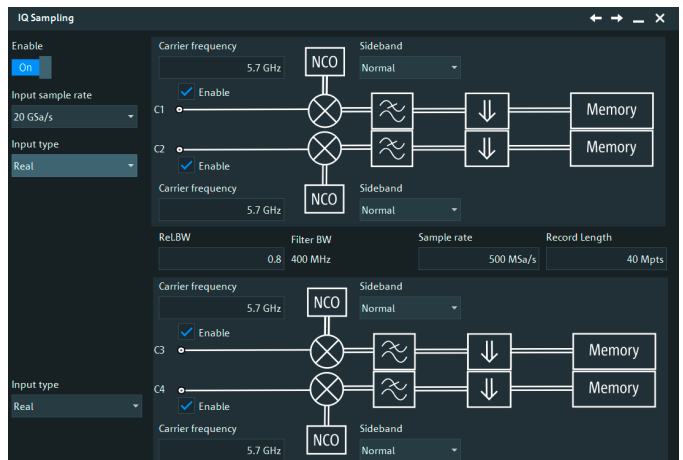 IQ Sampling
Enable
On
Input sample rate
20 GSa/s
Input type
Real
Carrier frequency
5.7 GHz
NCO
Sideband
Normal
Enable
C1
Memory
C2
Memory
Enable
Carrier frequency
5.7 GHz
NCO
Sideband
Normal
Rel.BW
0.8
Filter BW
400 MHz
Sample rate
500 MSa/s
Record Length
40 Mpts
Carrier frequency
5.7 GHz
NCO
Sideband
Normal
Enable
C3
Memory
Input type
Real
C4
Memory
Enable
Carrier frequency
5.7 GHz
NCO
Sideband
Normal